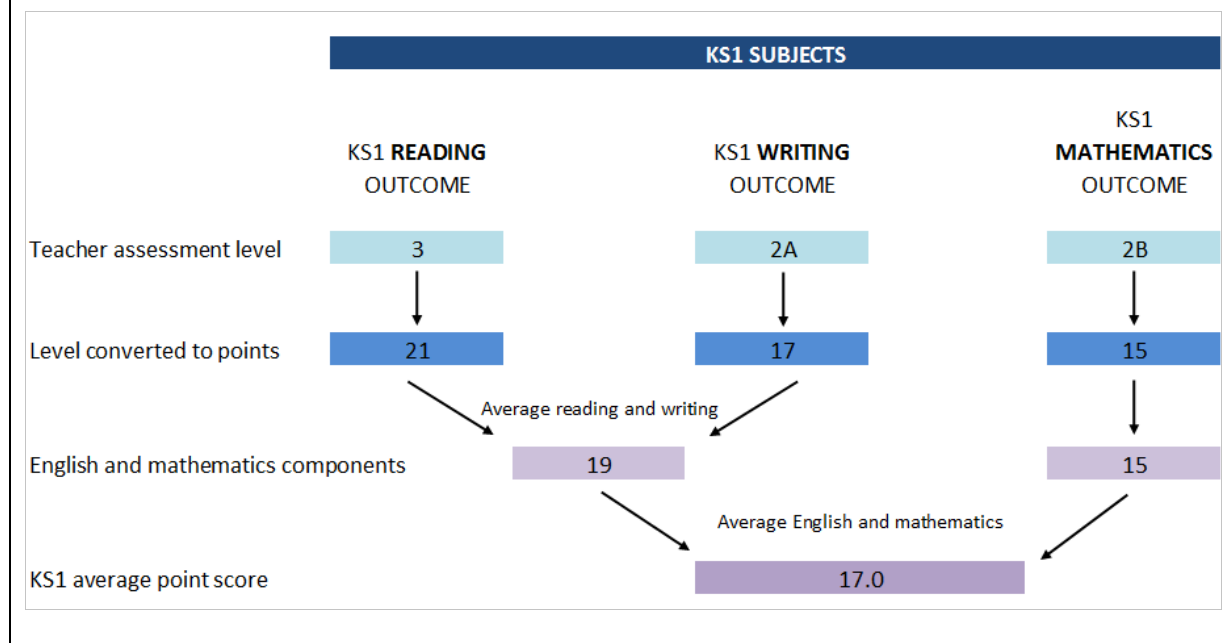 KS1 SUBJECTS
KS1 READING
OUTCOME
KS1 WRITING
OUTCOME
KS1
MATHEMATICS
OUTCOME
Teacher assessment level
3
2A
2B
Level converted to points
21
17
15
Average reading and writing
English and mathematics components
19
15
Average English and mathematics
KS1 average point score
17.0